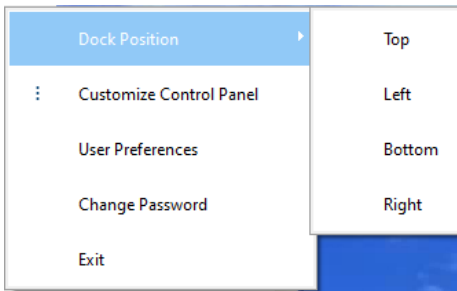 Dock Position
Customize Control Panel
User Preferences
Change Password
Exit
Top
Left
Bottom
Right